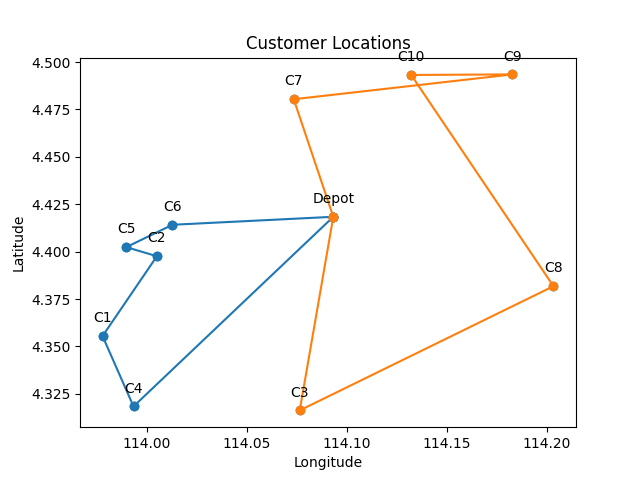 Customer Locations
C10
C9
C7
Depot
C6
C5
C2
C8
C1
C4
C3
4.500
4.475
4.450
4.425
4.400
4.375
4.350
4.325
Latitude
114.00
114.05
114.10
114.15
114.20
Longitude